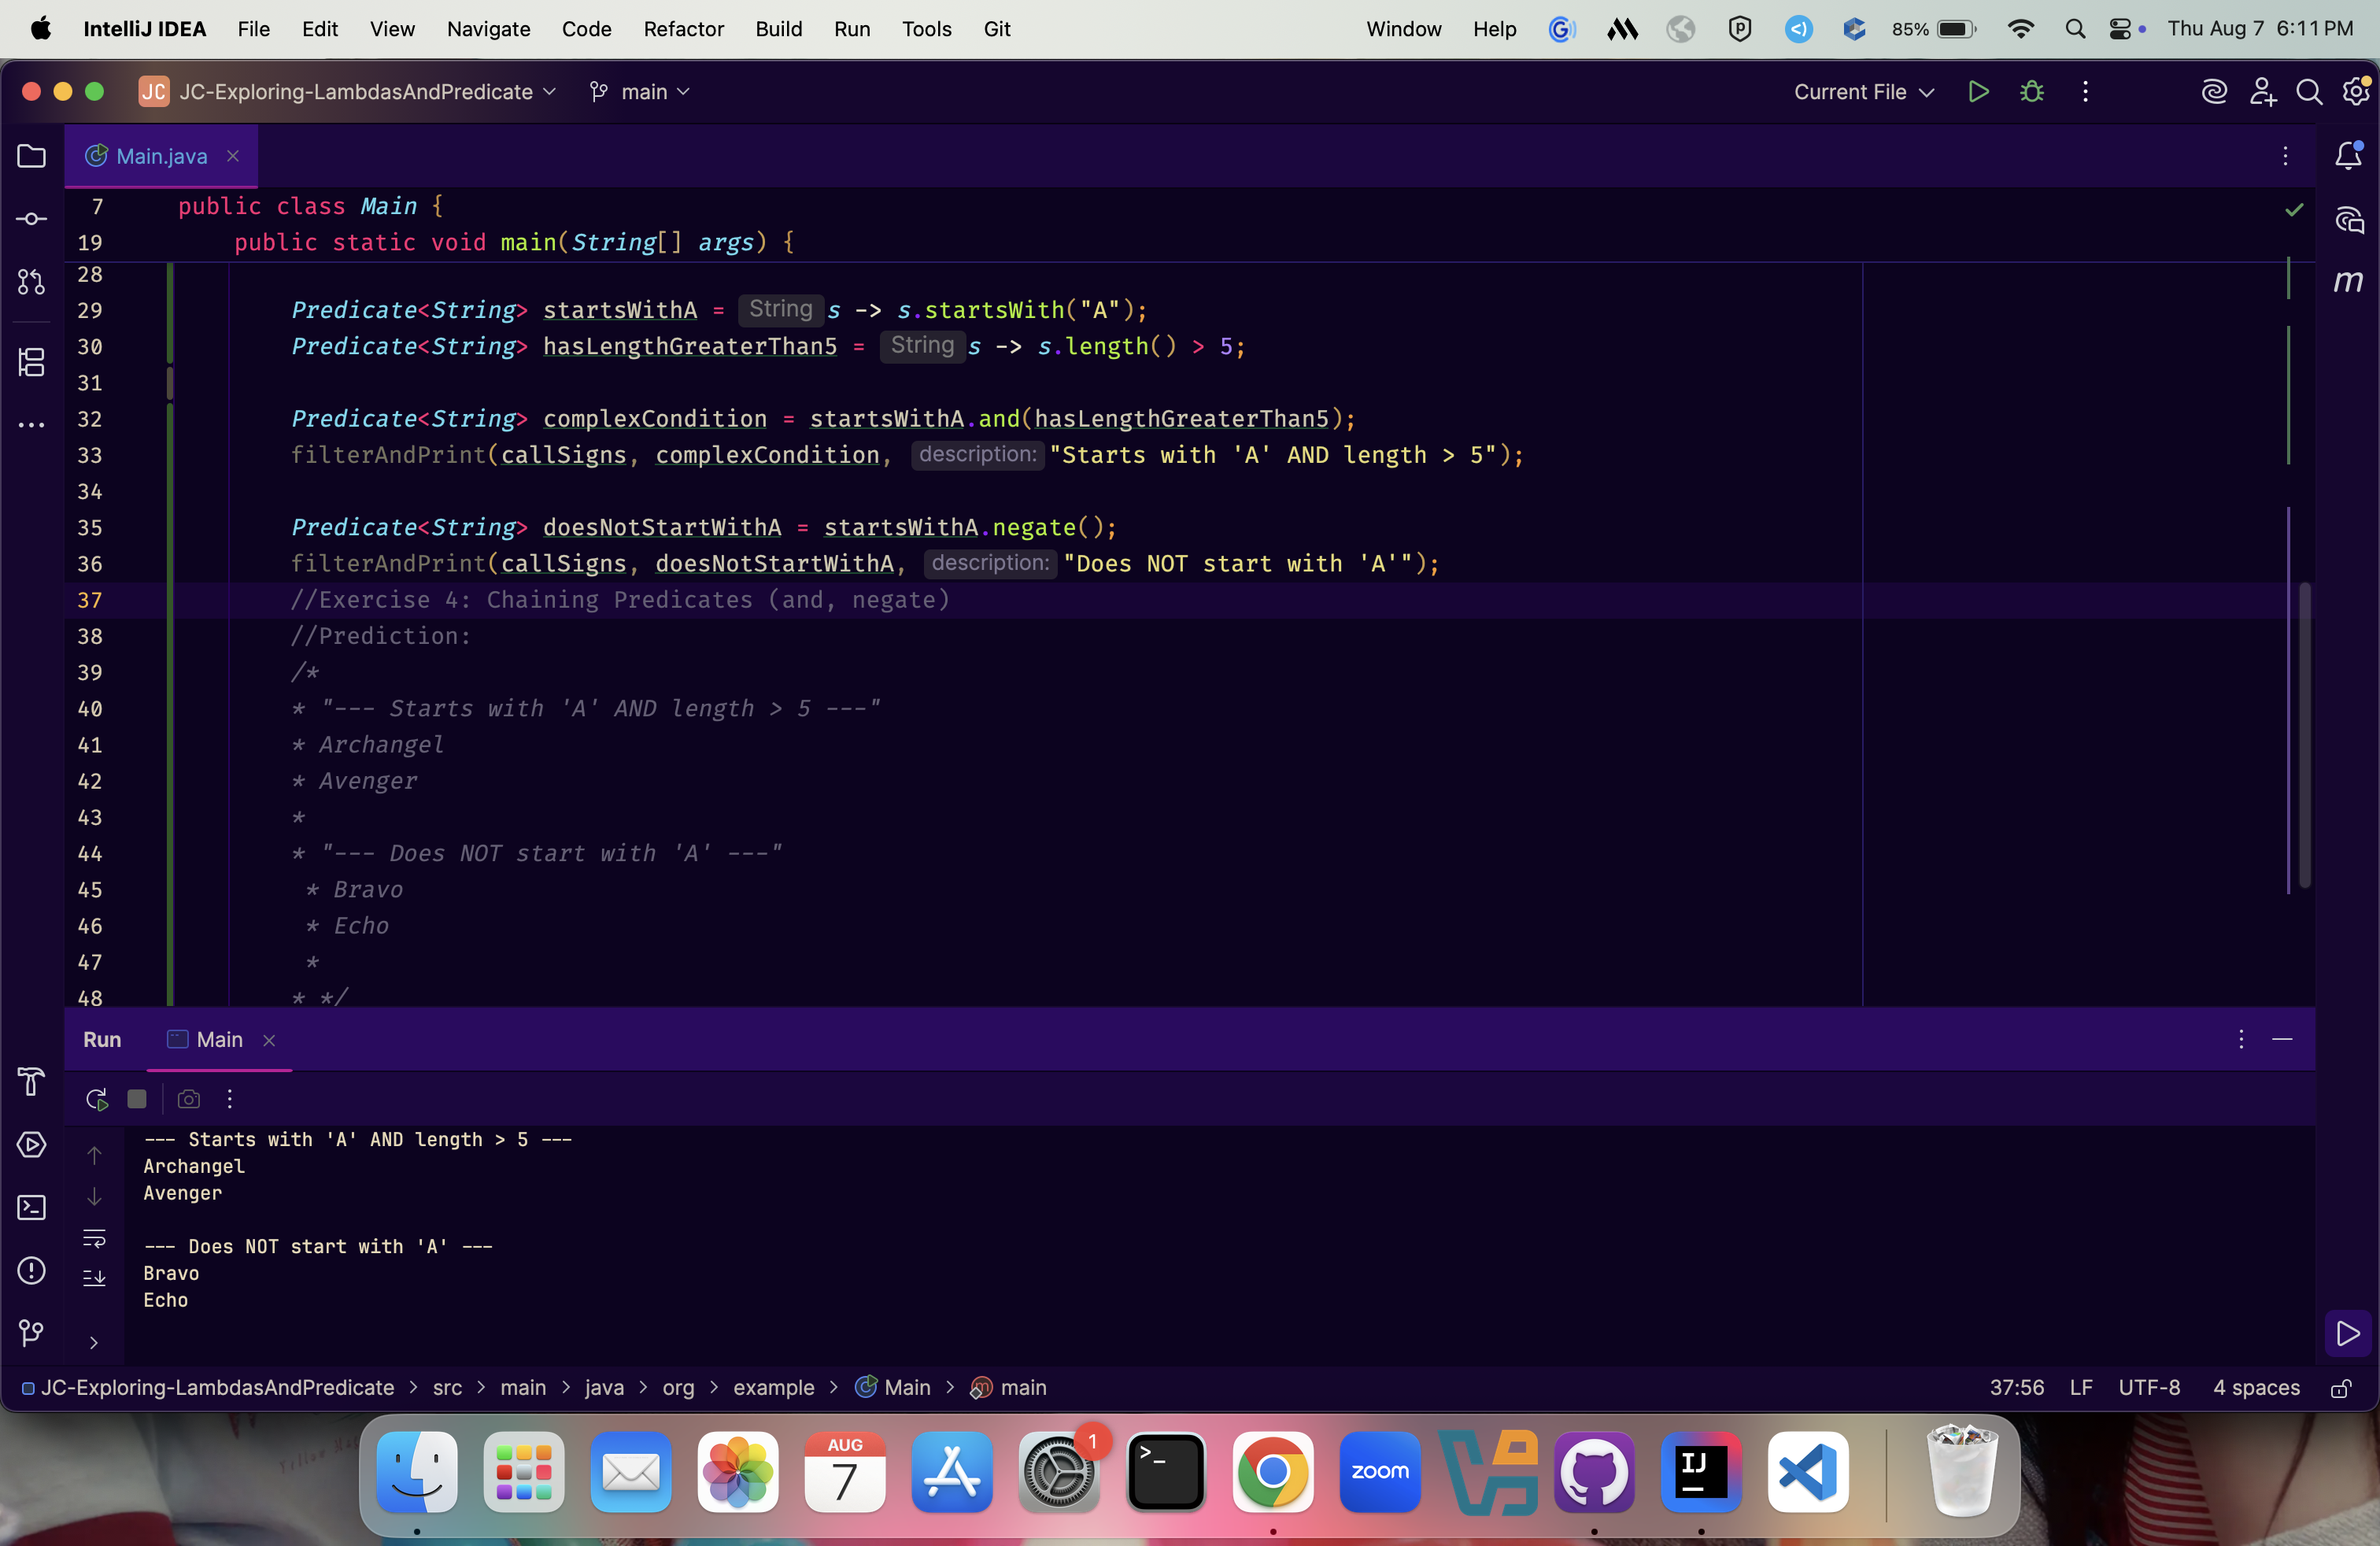 IntelliJ IDEA File Edit View Navigate Code Refactor Build Run Tools Git Window Help 85% Thu Aug 7 6:11 PM
JC JC-Exploring-LambdasAndPredicate main Current File
Main.java
7 public class Main {
19 public static void main(String[] args) {
28
29 Predicate<String> startsWithA = String s -> s.startsWith("A");
30 Predicate<String> hasLengthGreaterThan5 = String s -> s.length() > 5;
31
32 Predicate<String> complexCondition = startsWithA.and(hasLengthGreaterThan5);
33 filterAndPrint(callSigns, complexCondition, description: "Starts with 'A' AND length > 5");
34
35 Predicate<String> doesNotStartWithA = startsWithA.negate();
36 filterAndPrint(callSigns, doesNotStartWithA, description: "Does NOT start with 'A'");
37 //Exercise 4: Chaining Predicates (and, negate)
38 //Prediction:
39 /*
40 * "--- Starts with 'A' AND length > 5 ---"
41 * Archangel
42 * Avenger
43 *
44 * "--- Does NOT start with 'A' ---"
45 * Bravo
46 * Echo
47 *
48 * */
Run Main
--- Starts with 'A' AND length > 5 ---
Archangel
Avenger
--- Does NOT start with 'A' ---
Bravo
Echo
JC-Exploring-LambdasAndPredicate > src > main > java > org > example > Main > main 37:56 LF UTF-8 4 spaces
AUG
7
1
>_
zoom
IJ